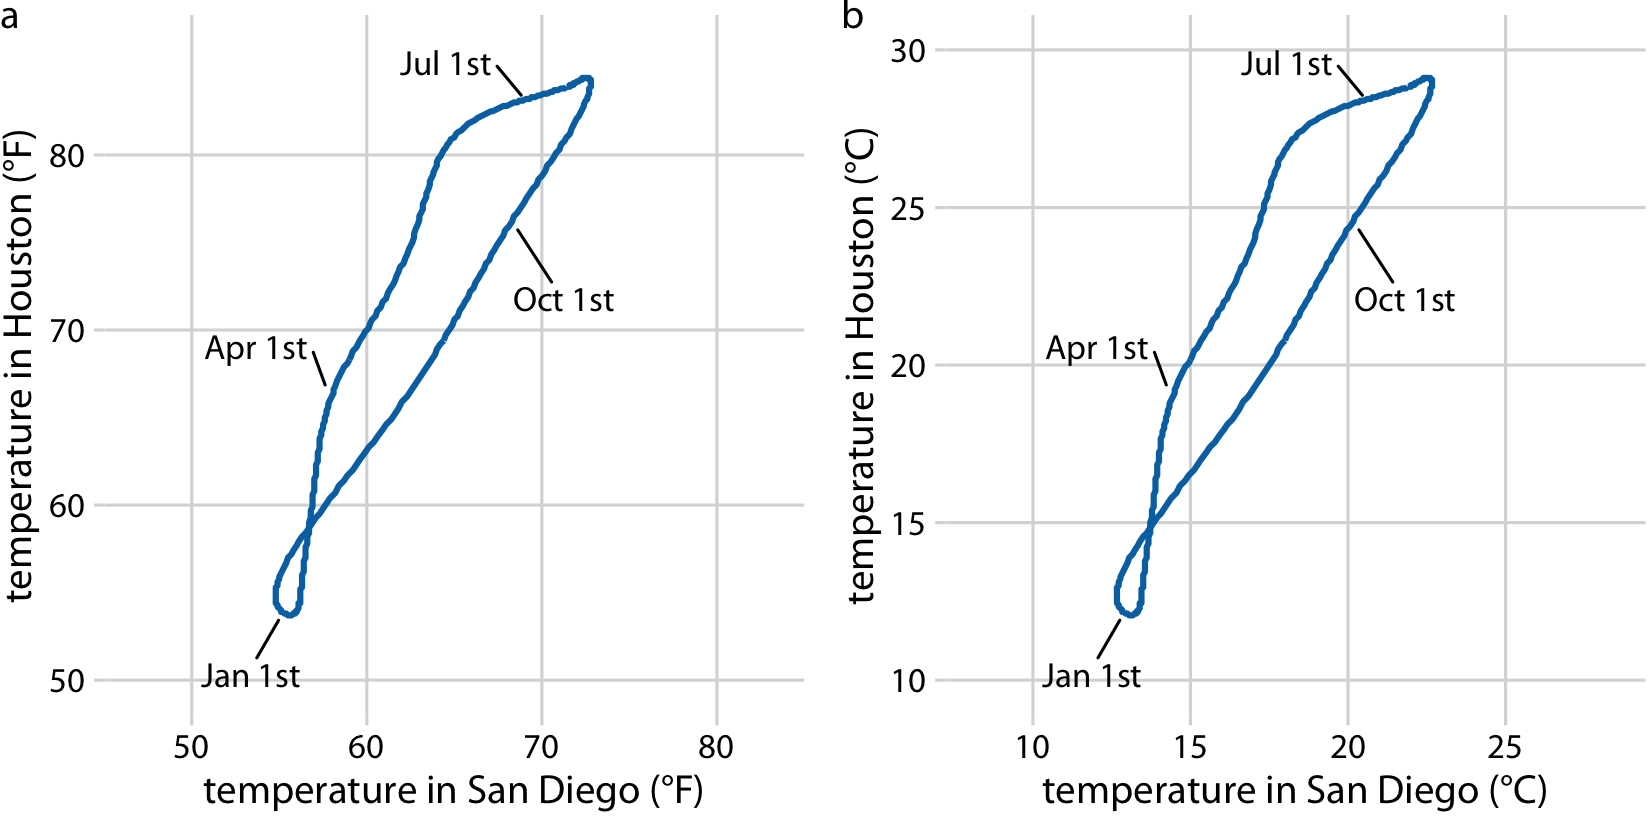 a
Jul 1st
80
Oct 1st
70
Apr 1st
60
Jan 1st
50
50 60 70 80
temperature in San Diego (°F)
temperature in Houston (°F)
b
30
Jul 1st
25
Oct 1st
Apr 1st
20
15
Jan 1st
10
10 15 20 25
temperature in San Diego (°C)
temperature in Houston (°C)